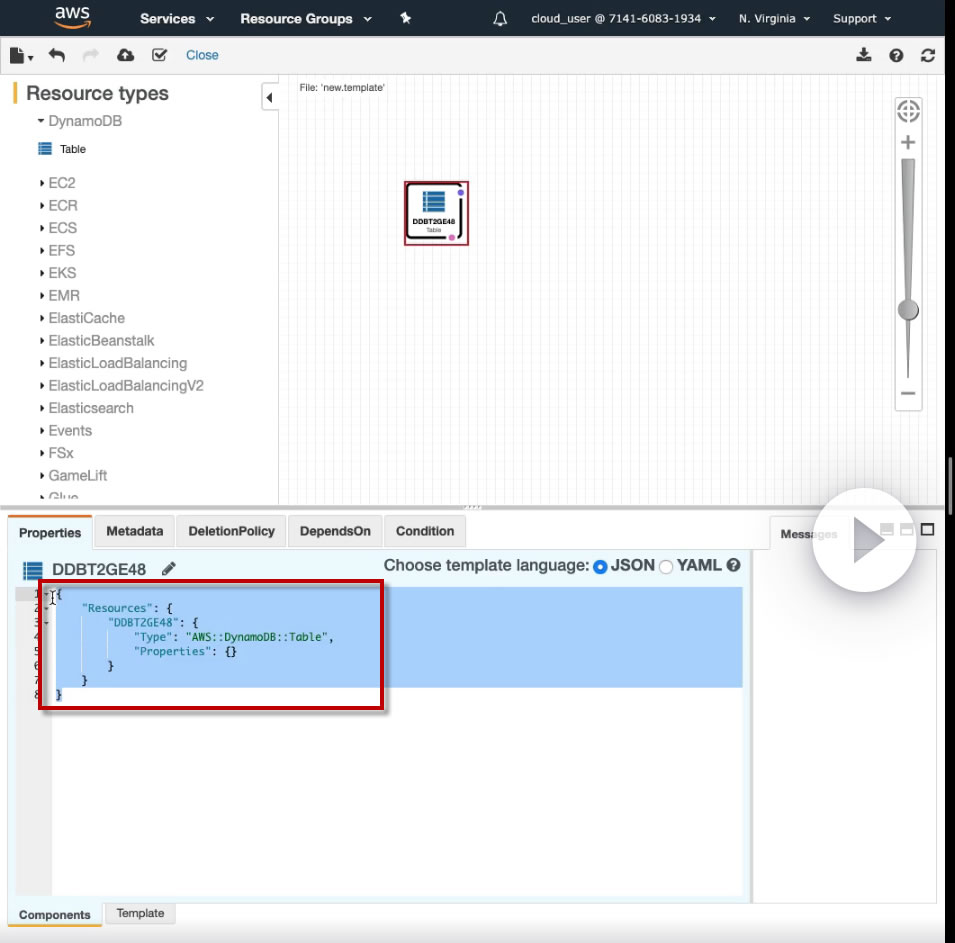 aws Services Resource Groups cloud_user @ 7141-6083-1934 N. Virginia Support
Close
Resource types
DynamoDB
Table
EC2
ECR
ECS
EFS
EKS
EMR
ElastiCache
ElasticBeanstalk
ElasticLoadBalancing
ElasticLoadBalancingV2
Elasticsearch
Events
FSx
GameLift
Glue
File: 'new.template'
DDBT2GE48
Table
Properties Metadata DeletionPolicy DependsOn Condition
Messages
DDBT2GE48
Choose template language: JSON YAML
1 {
2 "Resources": {
3 "DDBT2GE48": {
4 "Type": "AWS::DynamoDB::Table",
5 "Properties": {}
6 }
7 }
8 }
Components Template